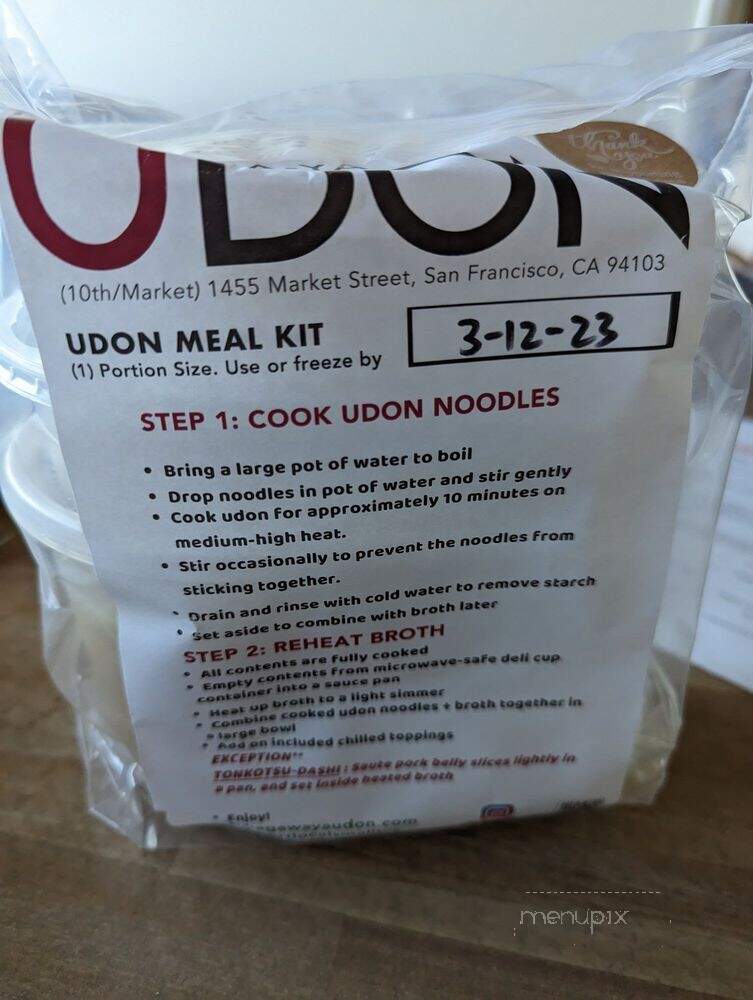 thank
you
UDON
(10th/Market) 1455 Market Street, San Francisco, CA 94103
UDON MEAL KIT
3-12-23
(1) Portion Size. Use or freeze by
STEP 1: COOK UDON NOODLES
• Bring a large pot of water to boil
• Drop noodles in pot of water and stir gently
• Cook udon for approximately 10 minutes on
medium-high heat.
• Stir occasionally to prevent the noodles from
sticking together.
• Drain and rinse with cold water to remove starch
• Set aside to combine with broth later
STEP 2: REHEAT BROTH
• All contents are fully cooked
• Empty contents from microwave-safe deli cup
container into a sauce pan
• Heat up broth to a light simmer
• Combine cooked udon noodles + broth together in
a large bowl
• Add on included chilled toppings
EXCEPTION**
TONKOTSU-DASHI : Saute pork belly slices lightly in
a pan, and set inside heated broth
• Enjoy!
wayaudon.com
menupix